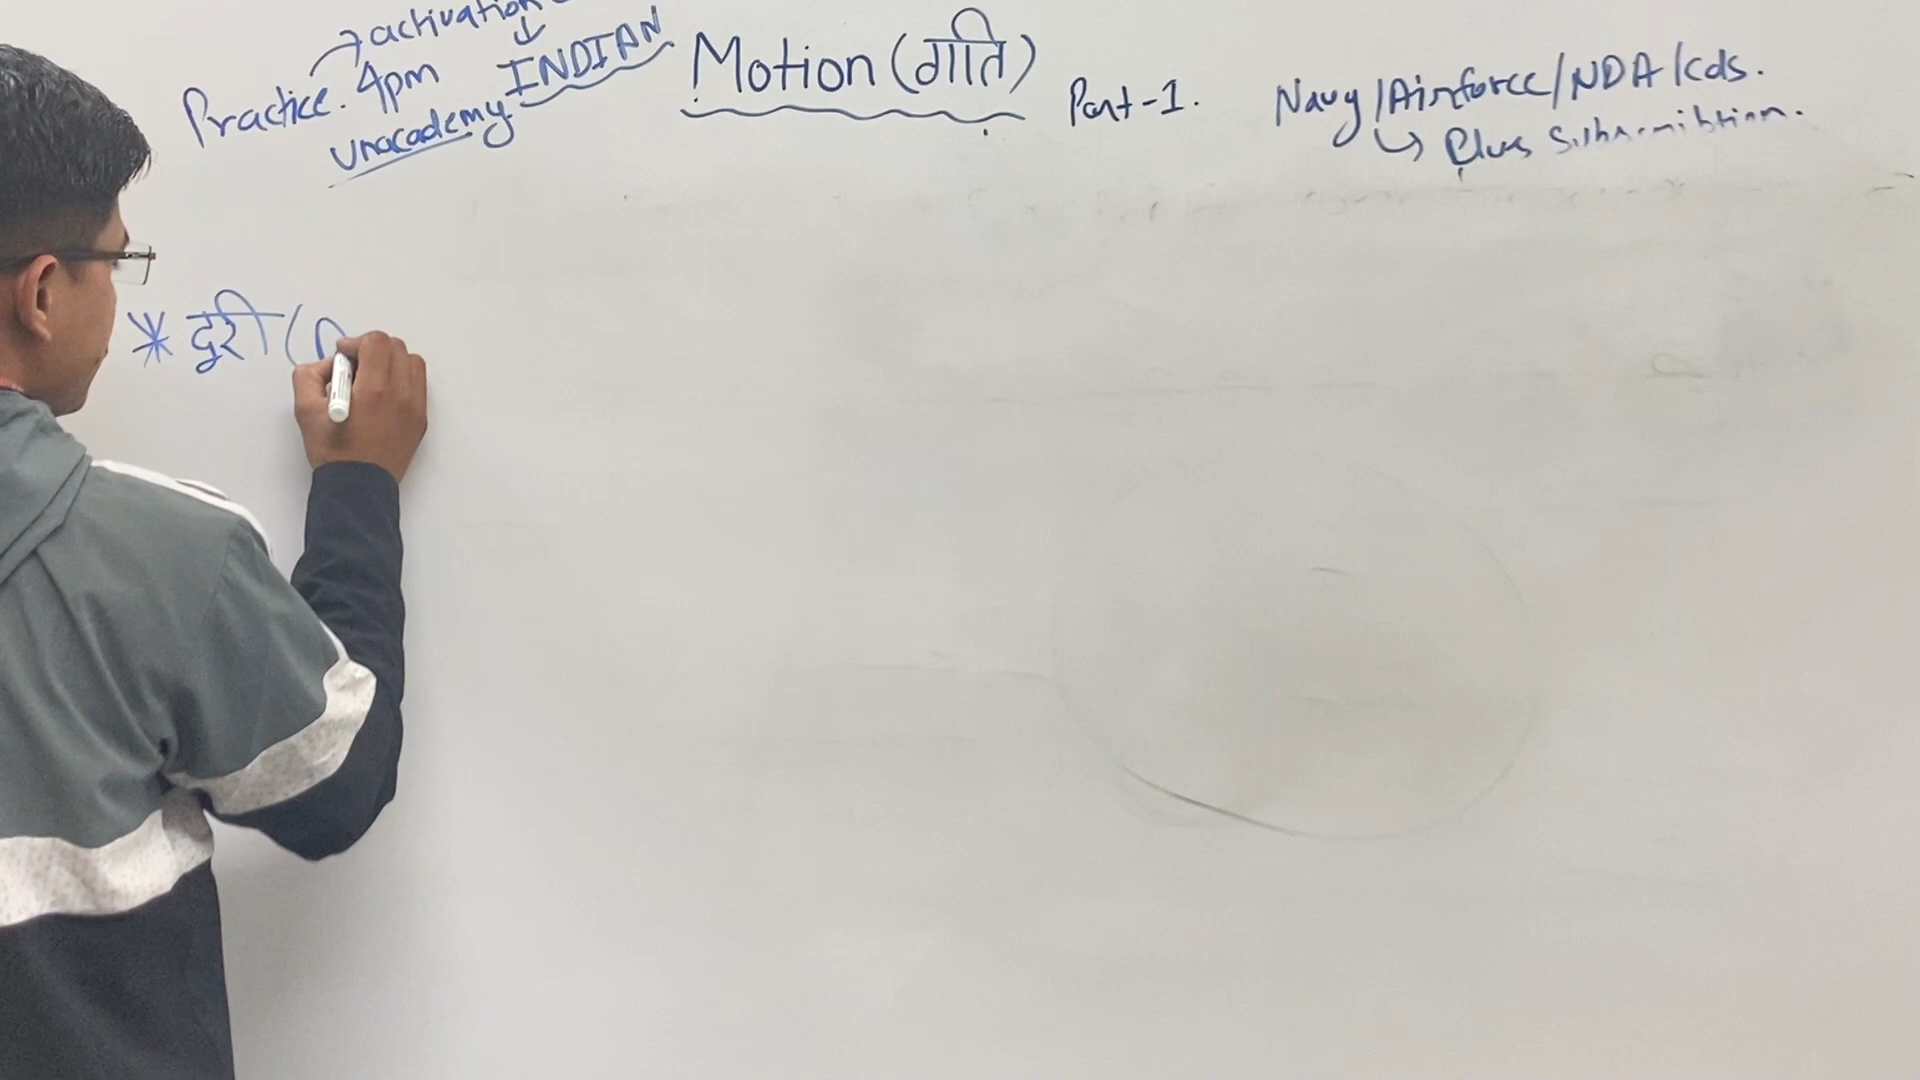 activation
Practice. 4pm INDIAN
unacademy.
Motion (गति)
Part-1.
Navy/Airforce/NDA/cds.
Plus
* दूरी (D